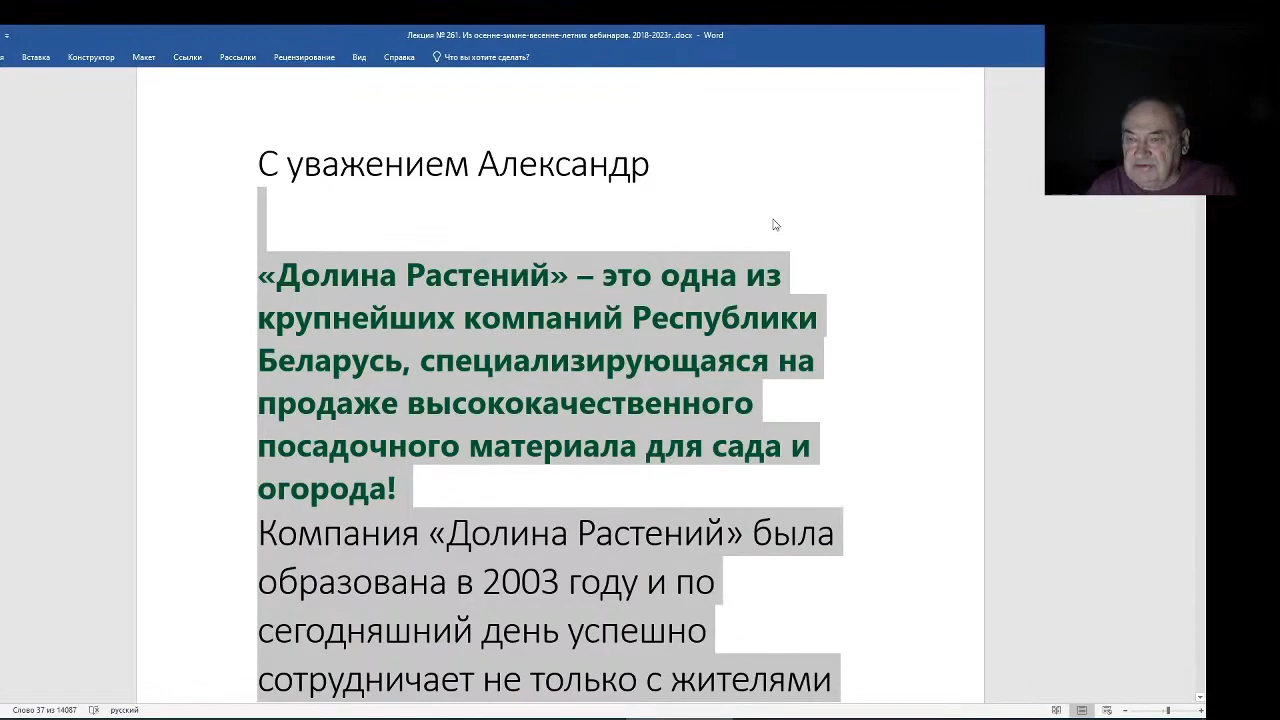 Лекция № 261. Из осенне-зимне-весенне-летних вебинаров. 2018-2023г..docx - Word
Вставка Конструктор Макет Ссылки Рассылки Рецензирование Вид Справка Что вы хотите сделать?
С уважением Александр
«Долина Растений» – это одна из
крупнейших компаний Республики
Беларусь, специализирующаяся на
продаже высококачественного
посадочного материала для сада и
огорода!
Компания «Долина Растений» была
образована в 2003 году и по
сегодняшний день успешно
сотрудничает не только с жителями
Слово 37 из 14087 русский